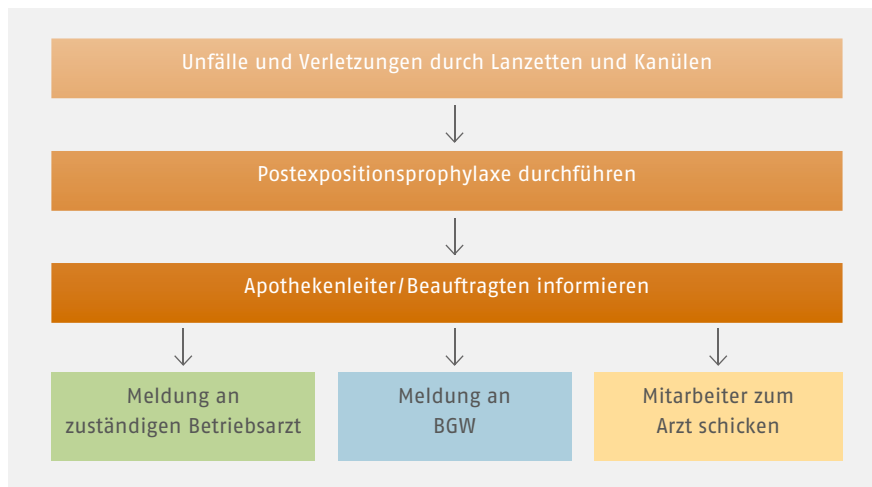 Unfälle und Verletzungen durch Lanzetten und Kanülen
Postexpositionsprophylaxe durchführen
Apothekenleiter/Beauftragten informieren
Meldung an
zuständigen Betriebsarzt
Meldung an
BGW
Mitarbeiter zum
Arzt schicken